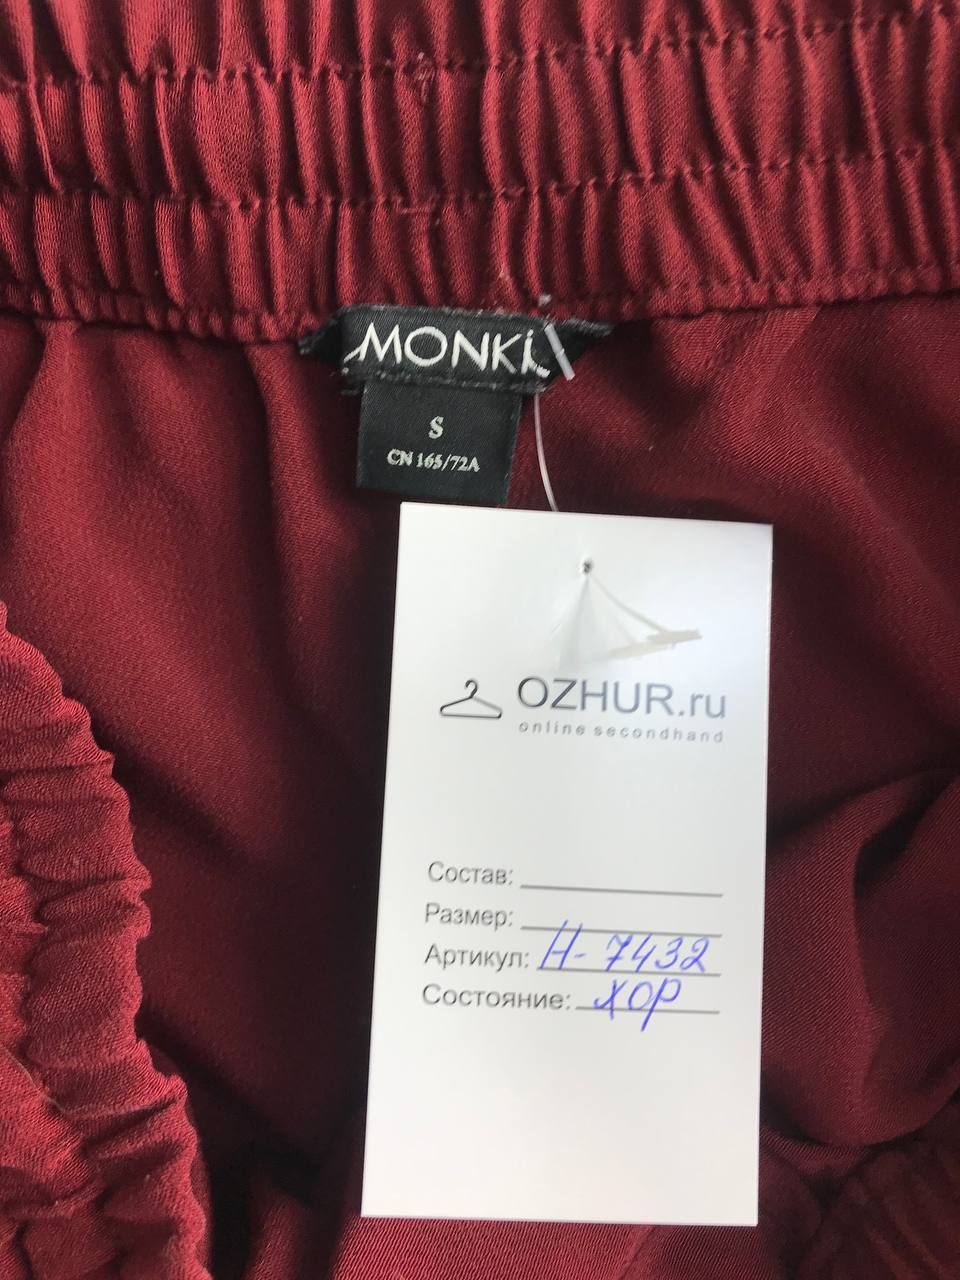 MONKI
S
CN 165/72A
OZHUR.ru
online secondhand
Состав:
Размер:
Артикул: Н-7432
Состояние: ХОР